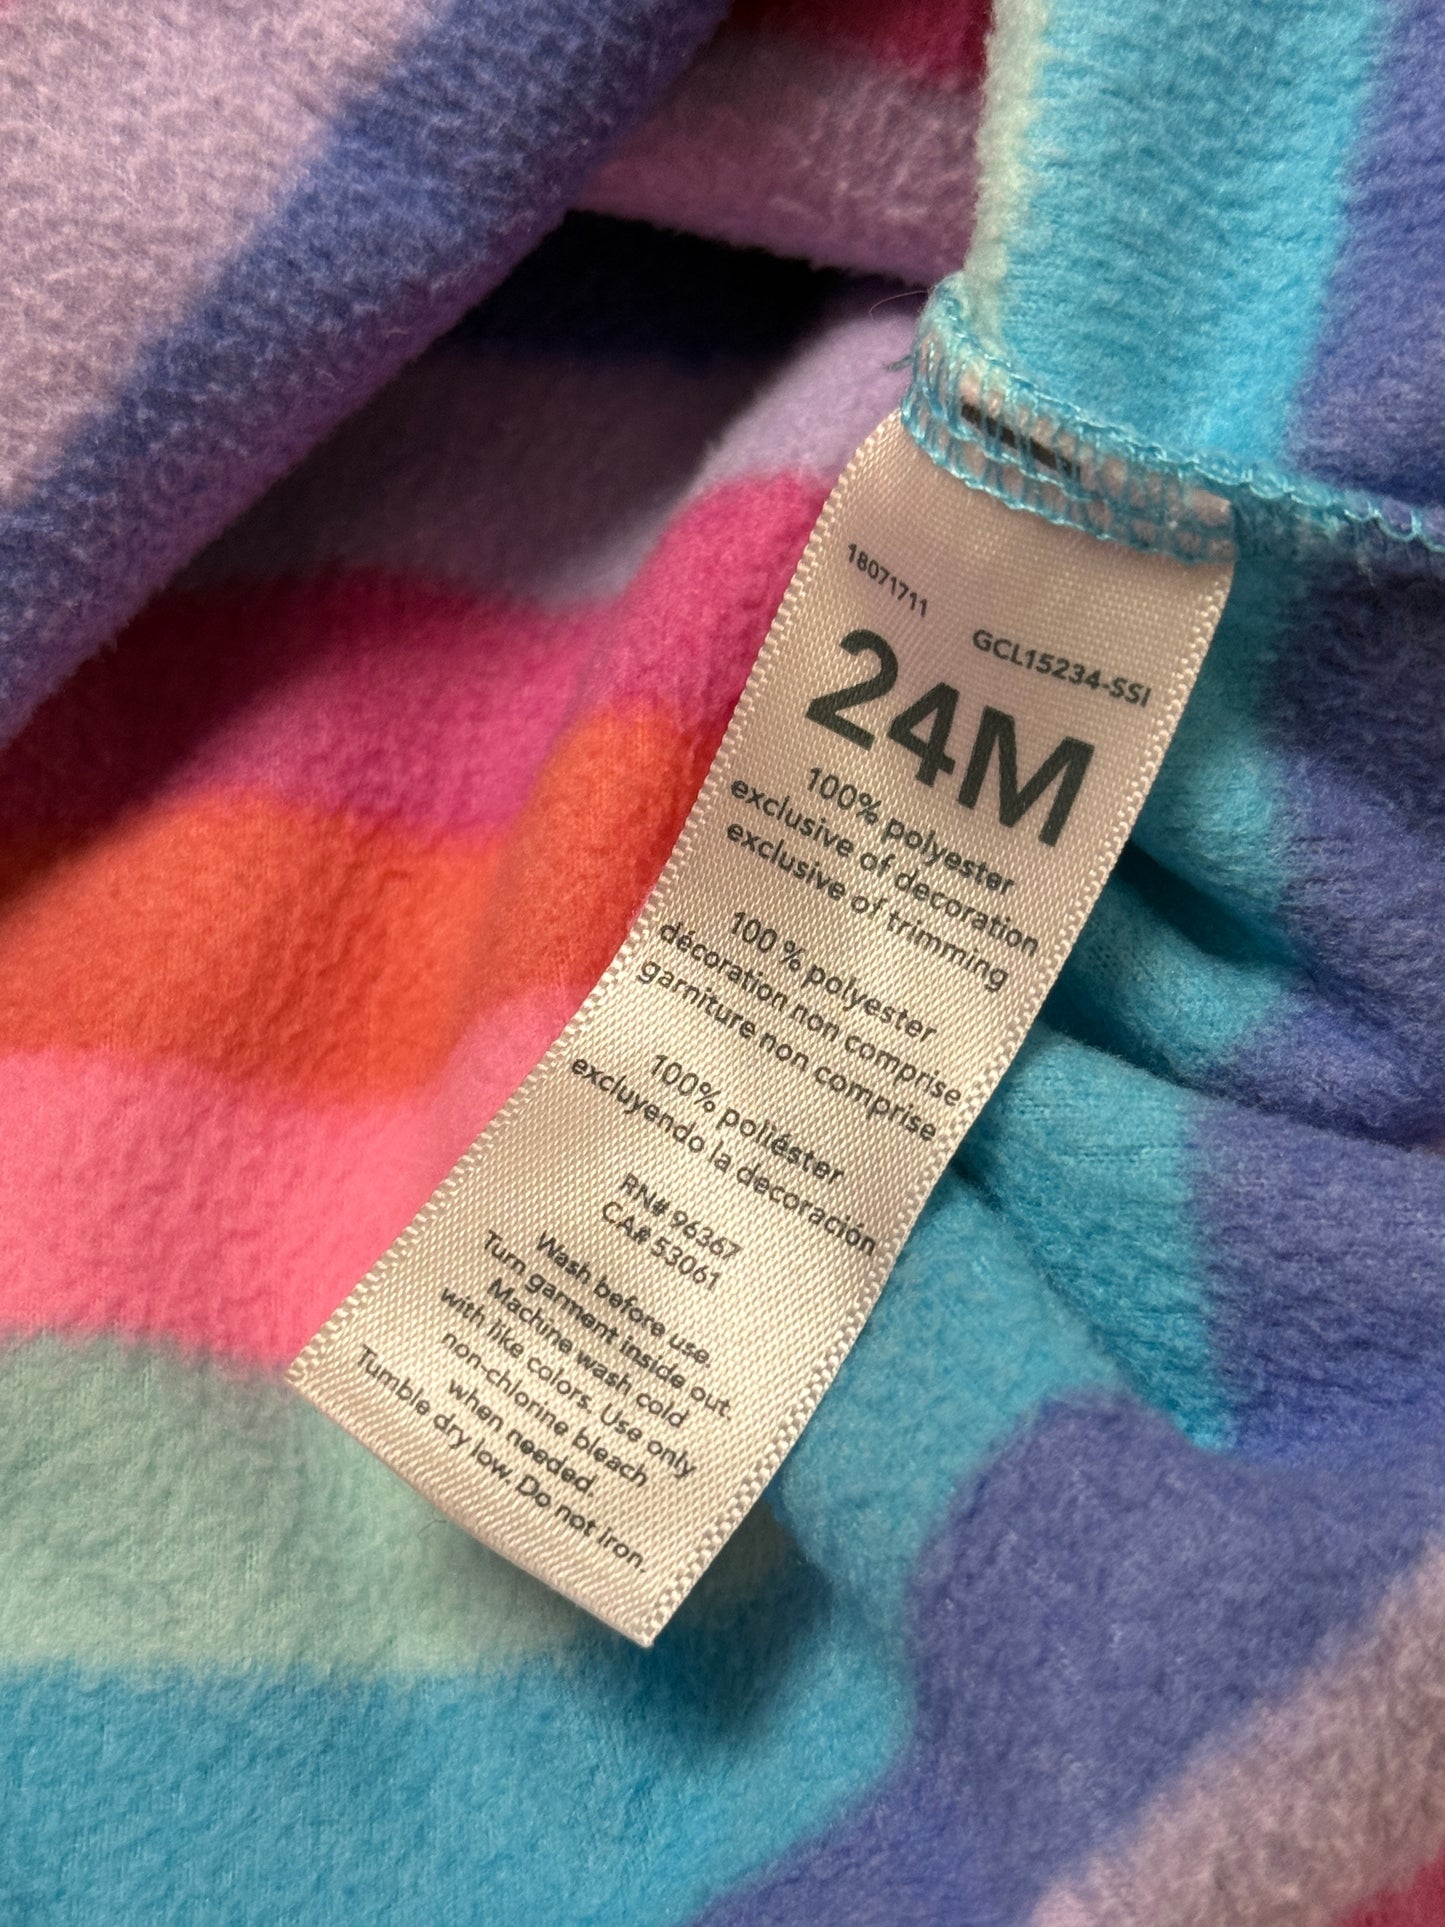 18071711
GCL15234-SSI
24M
100% polyester
exclusive of decoration
exclusive of trimming
100 % polyester
décoration non comprise
garniture non comprise
100% poliéster
excluyendo la decoración
RN# 96367
CA# 53061
Wash before use.
Turn garment inside out.
Machine wash cold
with like colors. Use only
non-chlorine bleach
when needed.
Tumble dry low. Do not iron.